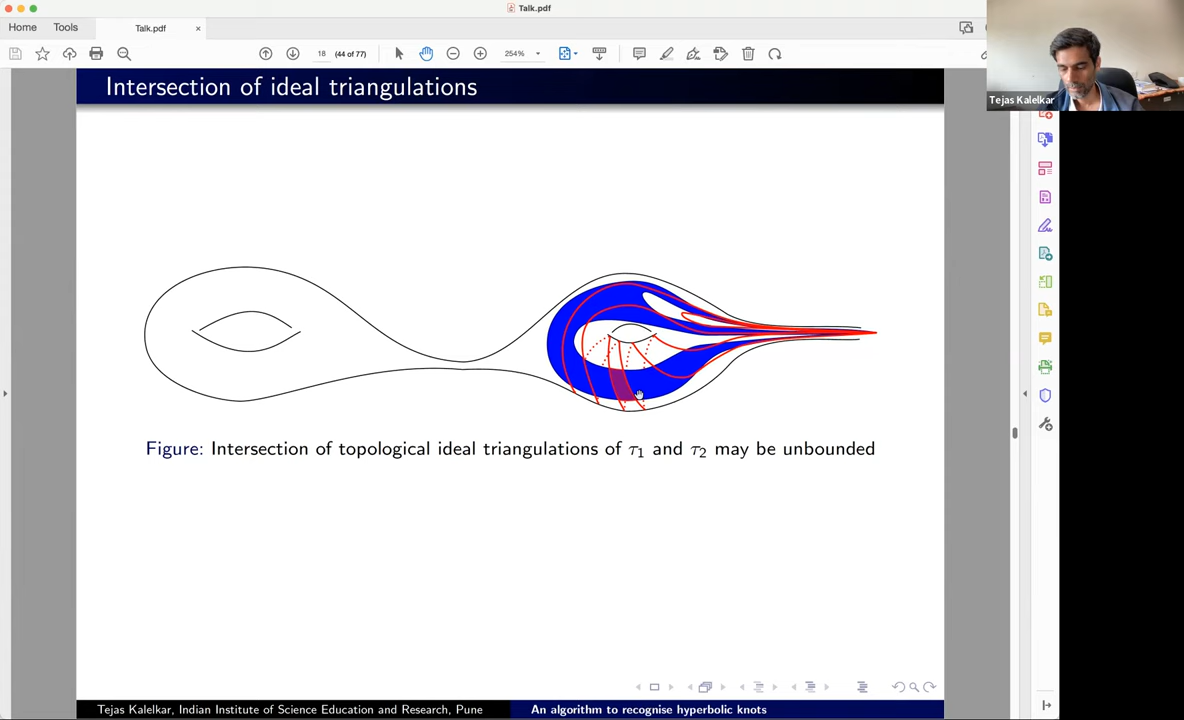 Talk.pdf
Home Tools Talk.pdf ×
18 (44 of 77) 254%
Intersection of ideal triangulations
Tejas Kalelkar
Figure: Intersection of topological ideal triangulations of τ1 and τ2 may be unbounded
Tejas Kalelkar, Indian Institute of Science Education and Research, Pune An algorithm to recognise hyperbolic knots